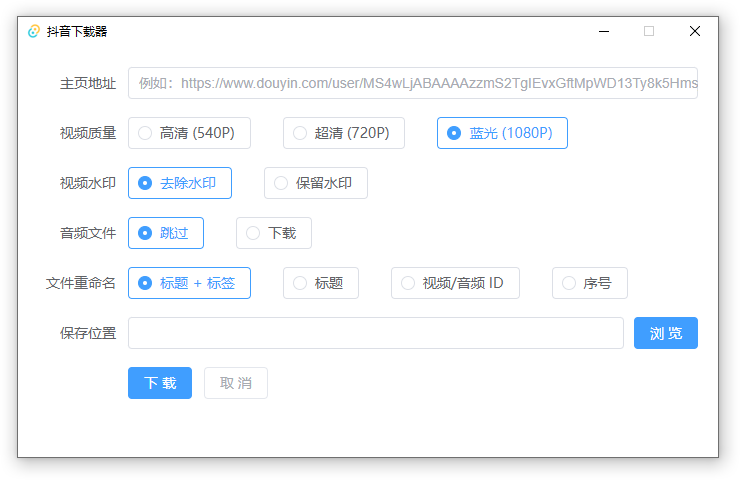 抖音下载器
主页地址 例如：https://www.douyin.com/user/MS4wLjABAAAAzzmS2TgIEvxGftMpWD13Ty8k5Hms
视频质量 高清 (540P) 超清 (720P) 蓝光 (1080P)
视频水印 去除水印 保留水印
音频文件 跳过 下载
文件重命名 标题 + 标签 标题 视频/音频 ID 序号
保存位置 浏 览
下 载 取 消